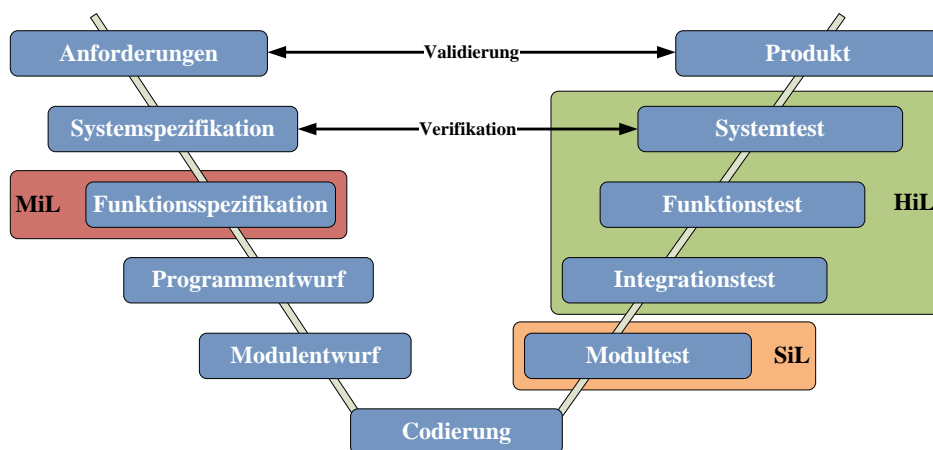 Anforderungen
Validierung
Produkt
Systemspezifikation
Verifikation
Systemtest
MiL
Funktionsspezifikation
Funktionstest
HiL
Programmentwurf
Integrationstest
Modulentwurf
Modultest
SiL
Codierung